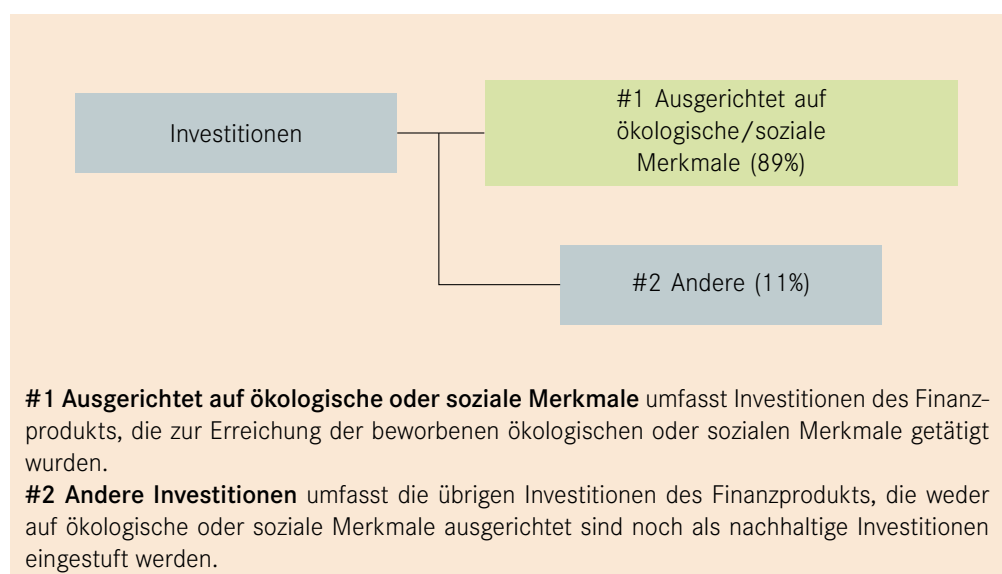 Investitionen
#1 Ausgerichtet auf
ökologische/soziale
Merkmale (89%)
#2 Andere (11%)
#1 Ausgerichtet auf ökologische oder soziale Merkmale umfasst Investitionen des Finanz-
produkts, die zur Erreichung der beworbenen ökologischen oder sozialen Merkmale getätigt
wurden.
#2 Andere Investitionen umfasst die übrigen Investitionen des Finanzprodukts, die weder
auf ökologische oder soziale Merkmale ausgerichtet sind noch als nachhaltige Investitionen
eingestuft werden.